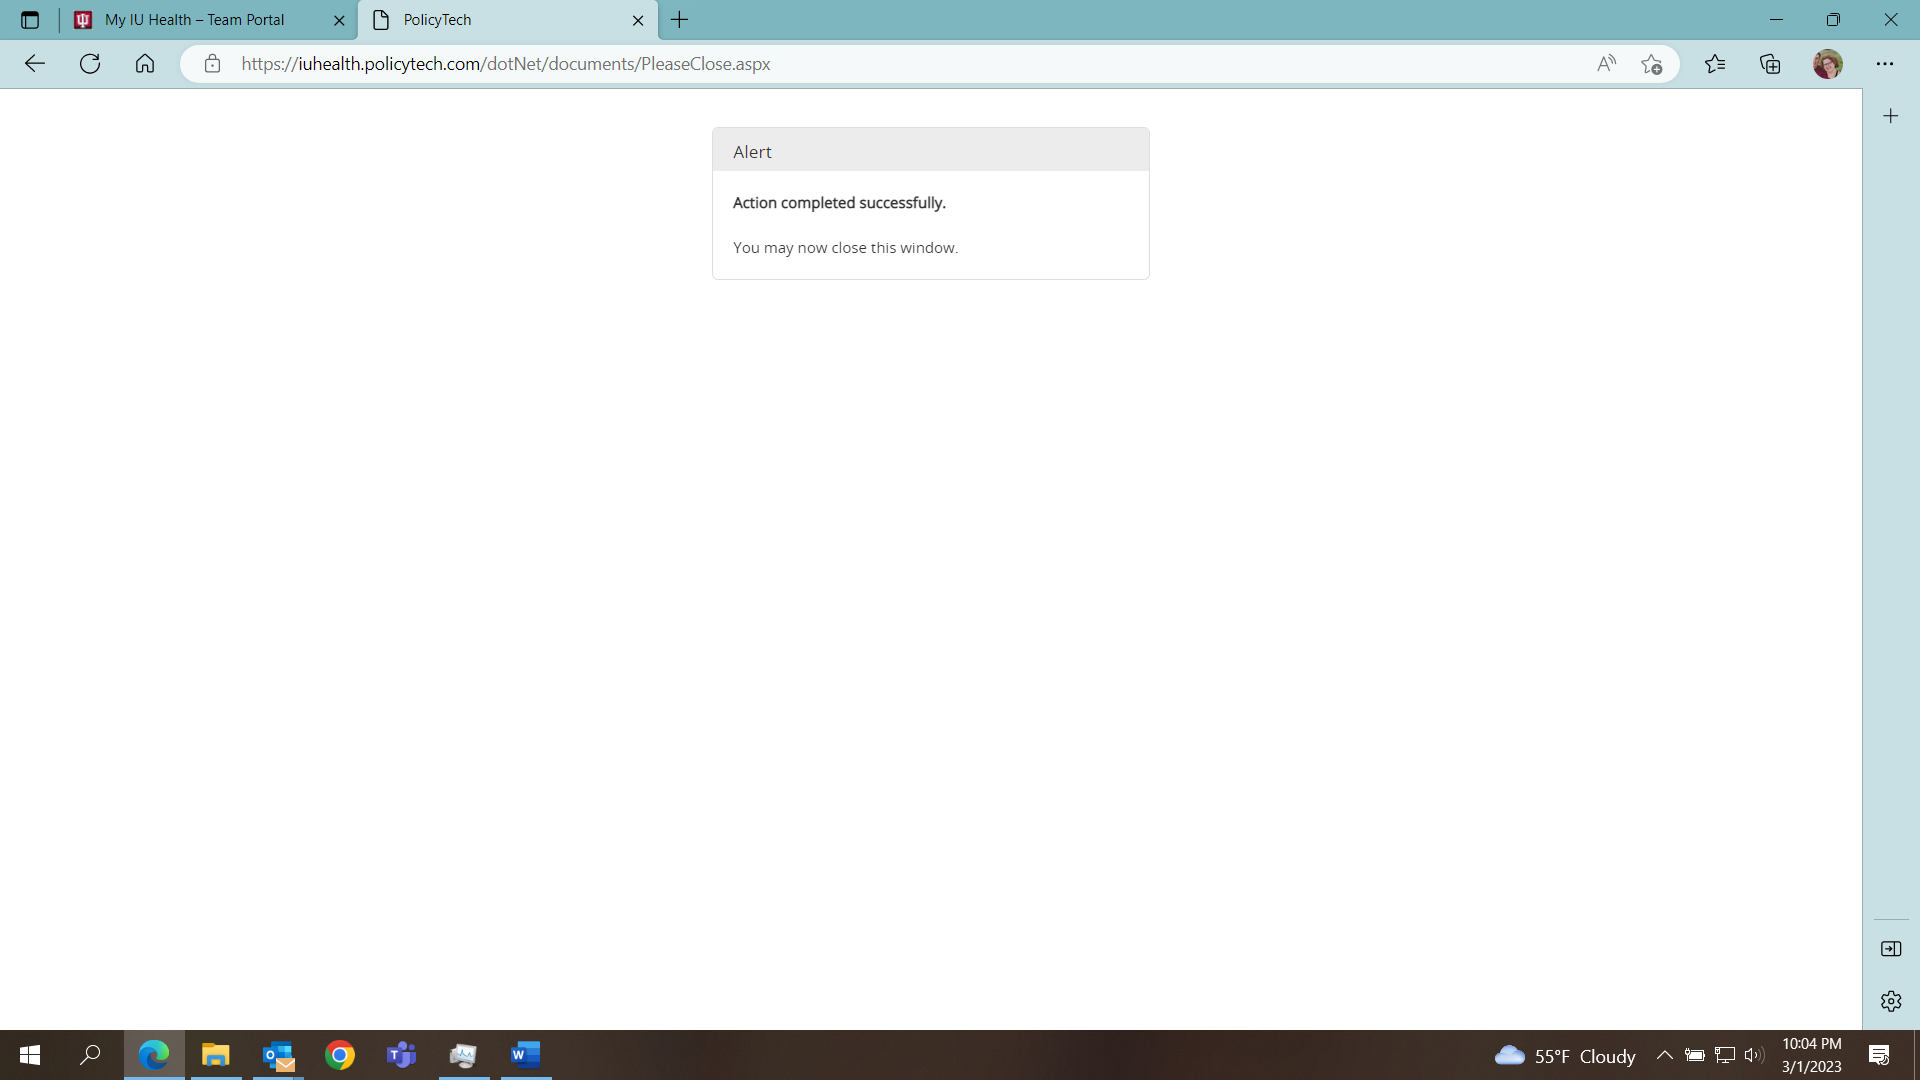 My IU Health – Team Portal
PolicyTech
https://iuhealth.policytech.com/dotNet/documents/PleaseClose.aspx
Alert
Action completed successfully.
You may now close this window.
55°F Cloudy
10:04 PM
3/1/2023